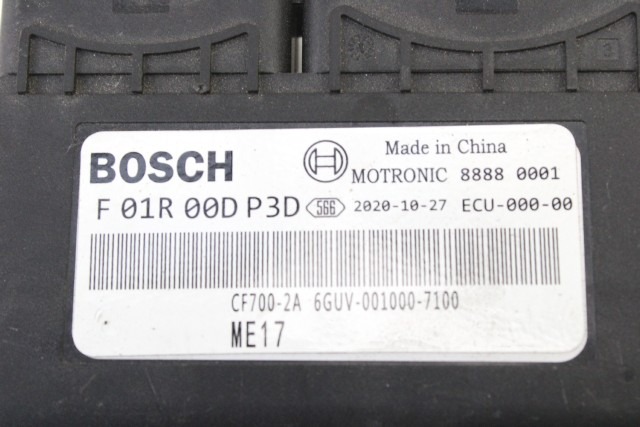 BOSCH Made in China
MOTRONIC 8888 0001
F 01R 00D P3D 566 2020-10-27 ECU-000-00
CF700-2A 6GUV-001000-7100
ME17
3